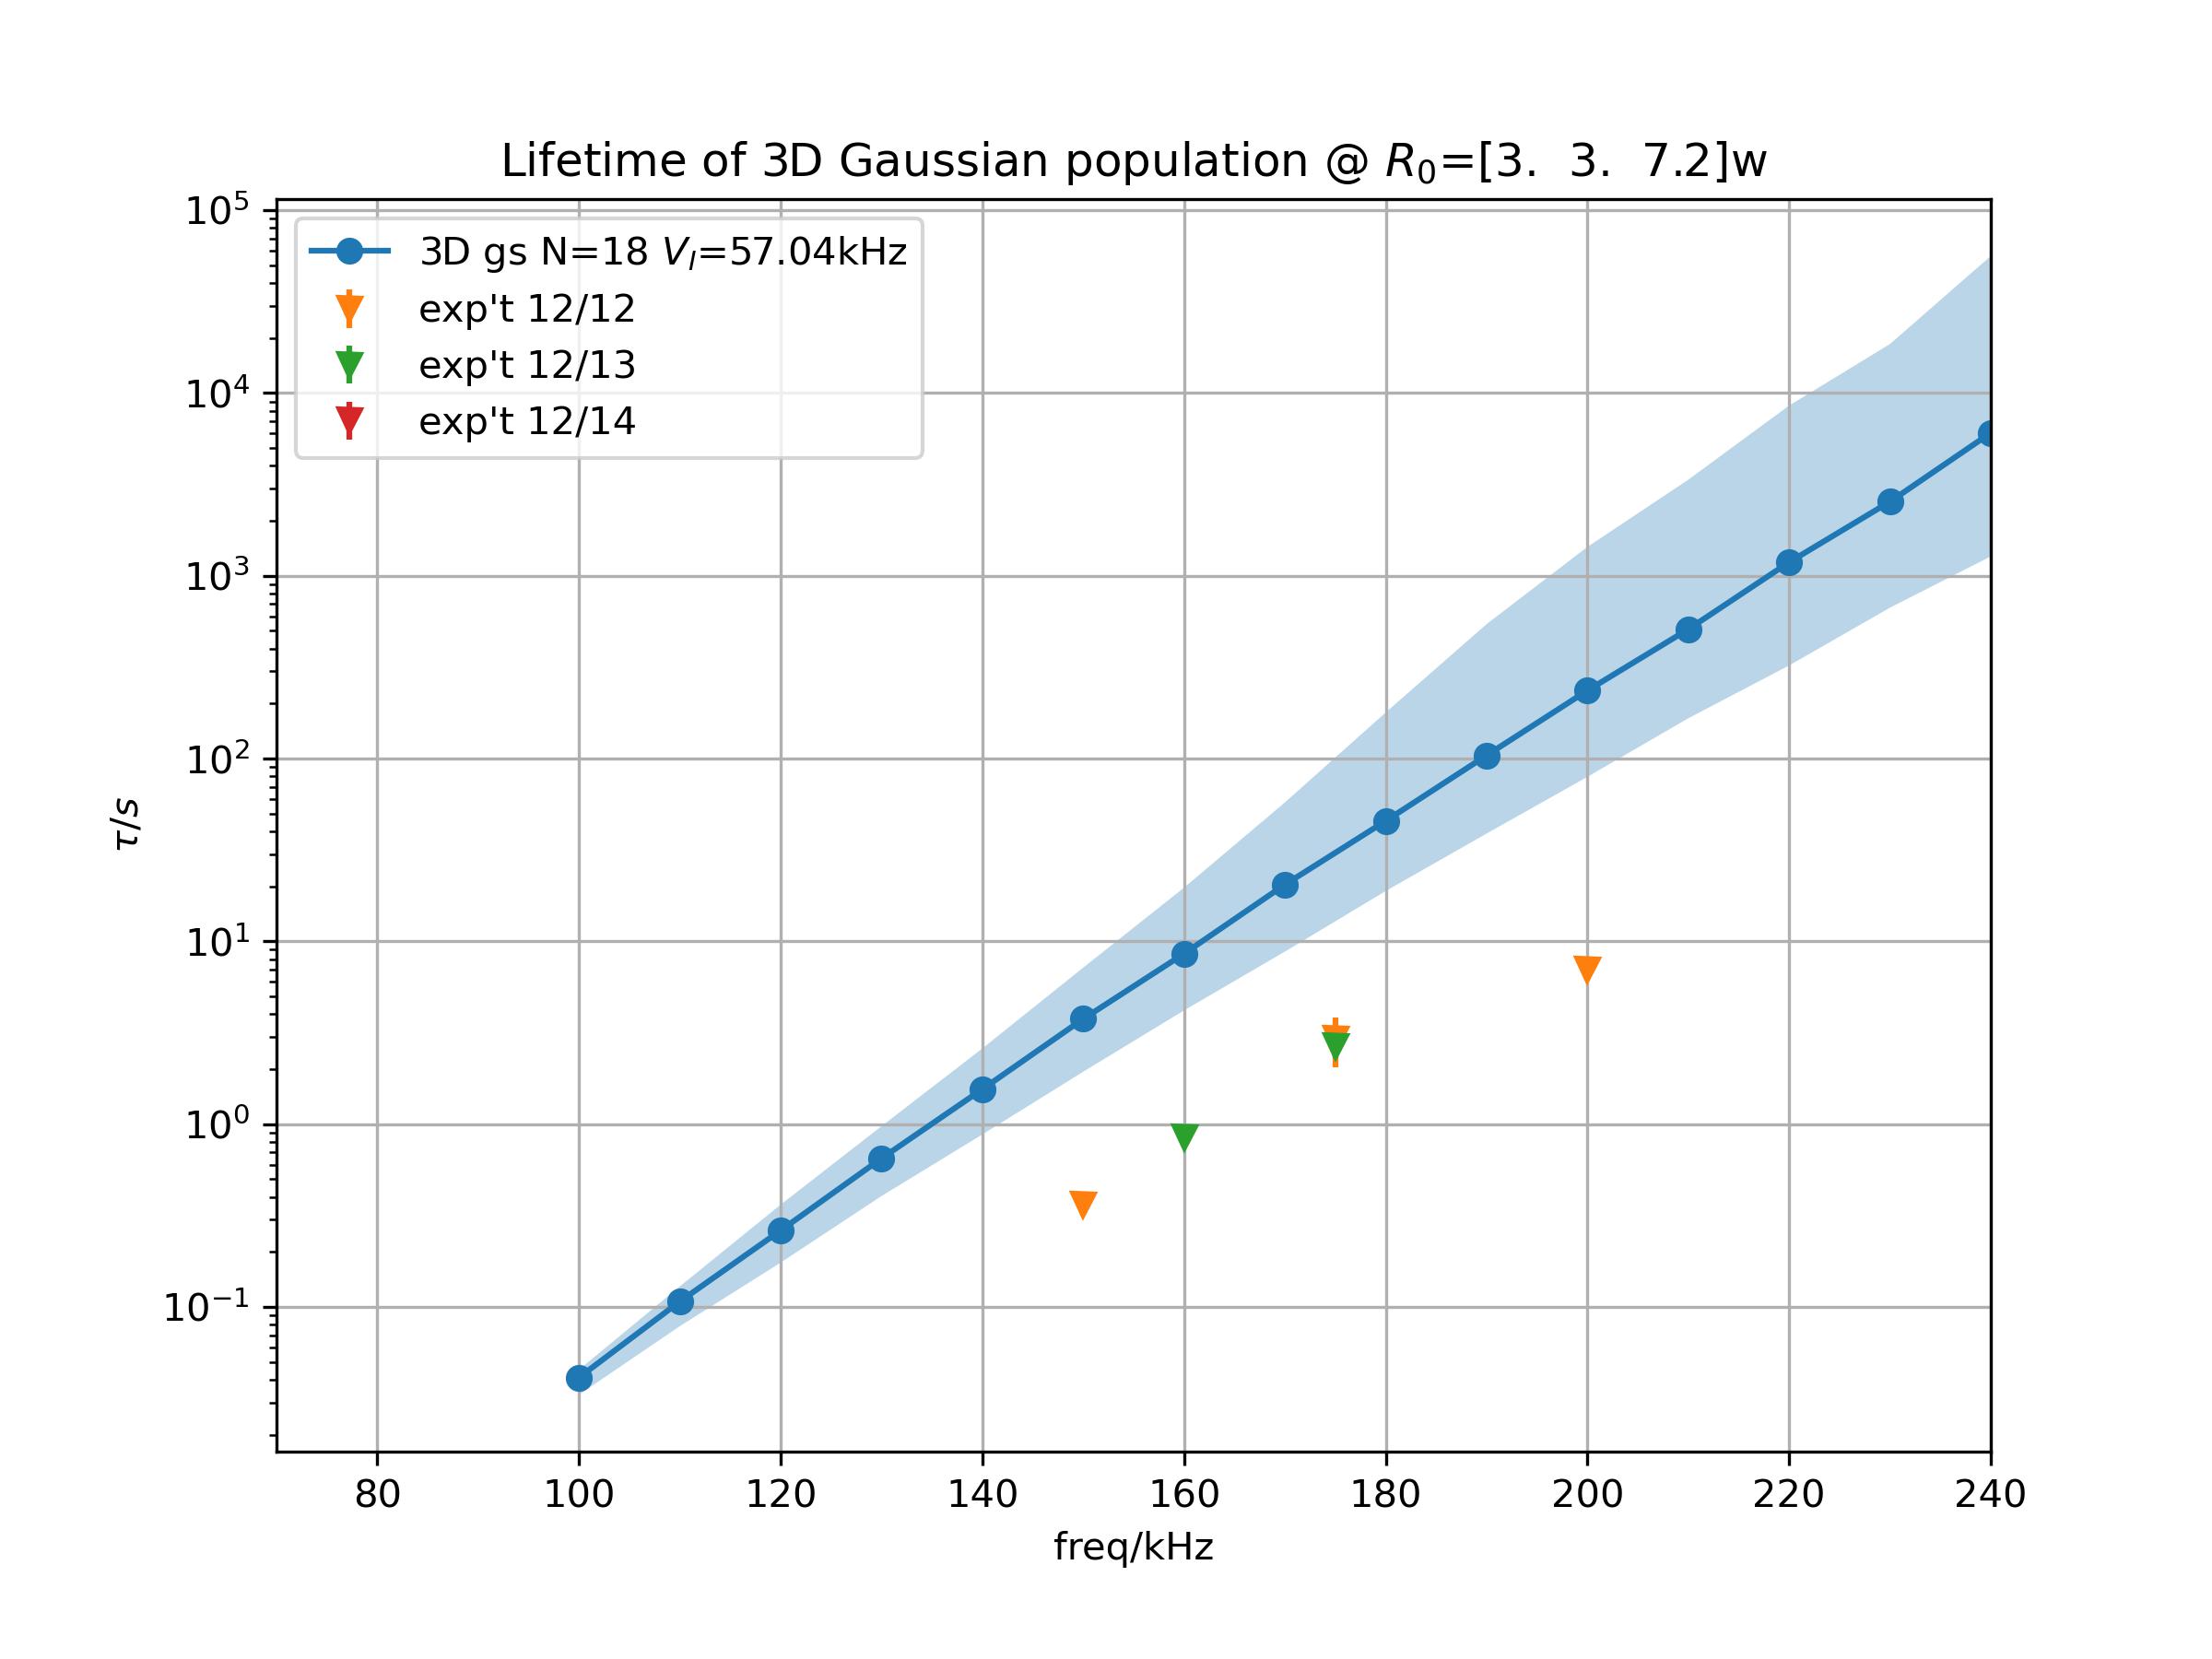 Lifetime of 3D Gaussian population @ R₀=[3.  3.  7.2]w
3D gs N=18 V_I=57.04kHz
exp't 12/12
exp't 12/13
exp't 12/14
τ/s
10⁵
10⁴
10³
10²
10¹
10⁰
10⁻¹
80 100 120 140 160 180 200 220 240
freq/kHz